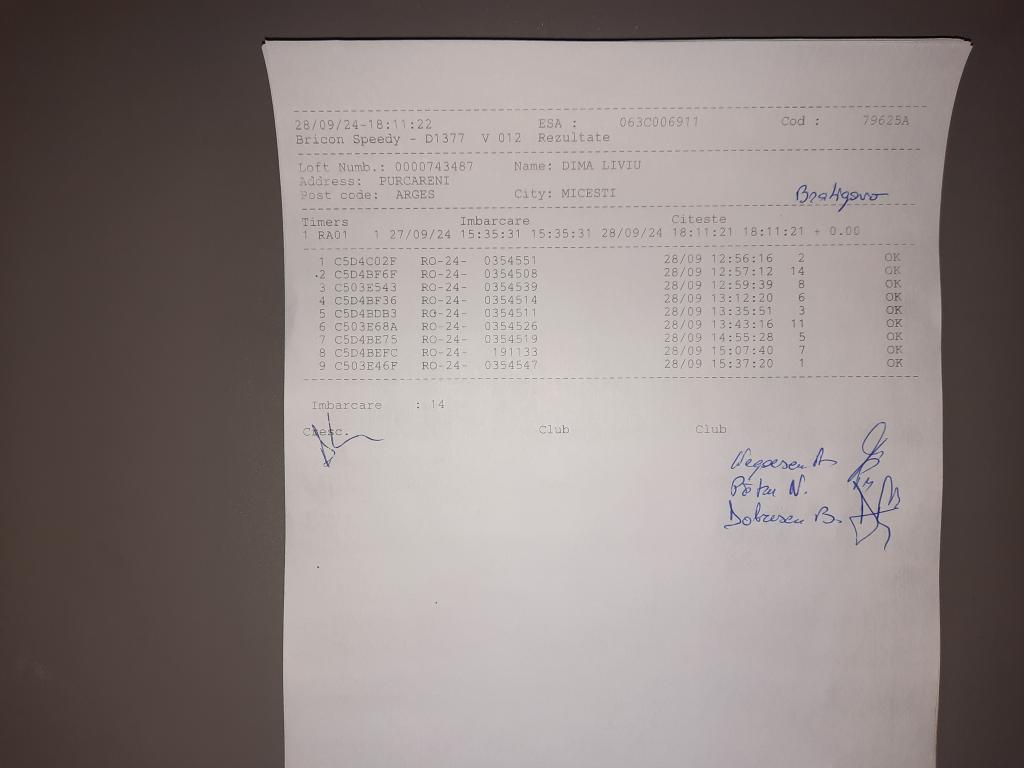 28/09/24-18:11:22 ESA : 063C006911 Cod : 79625A
Bricon Speedy - D1377 V 012 Rezultate
Loft Numb.: 0000743487 Name: DIMA LIVIU
Address: PURCARENI
Post code: ARGES City: MICESTI
Bratigovo
Timers Imbarcare Citeste
1 RA01 1 27/09/24 15:35:31 15:35:31 28/09/24 18:11:21 18:11:21 + 0.00
1 C5D4C02F RO-24- 0354551 28/09 12:56:16 2 OK
2 C5D4BF6F RO-24- 0354508 28/09 12:57:12 14 OK
3 C503E543 RO-24- 0354539 28/09 12:59:39 8 OK
4 C5D4BF36 RO-24- 0354514 28/09 13:12:20 6 OK
5 C5D4BDB3 RO-24- 0354511 28/09 13:35:51 3 OK
6 C503E68A RO-24- 0354526 28/09 13:43:16 11 OK
7 C5D4BE75 RO-24- 0354519 28/09 14:55:28 5 OK
8 C5D4BEFC RO-24- 191133 28/09 15:07:40 7 OK
9 C503E46F RO-24- 0354547 28/09 15:37:20 1 OK
Imbarcare : 14
Cresc. Club Club
Negoescu A.
N.
Dobrescu B.